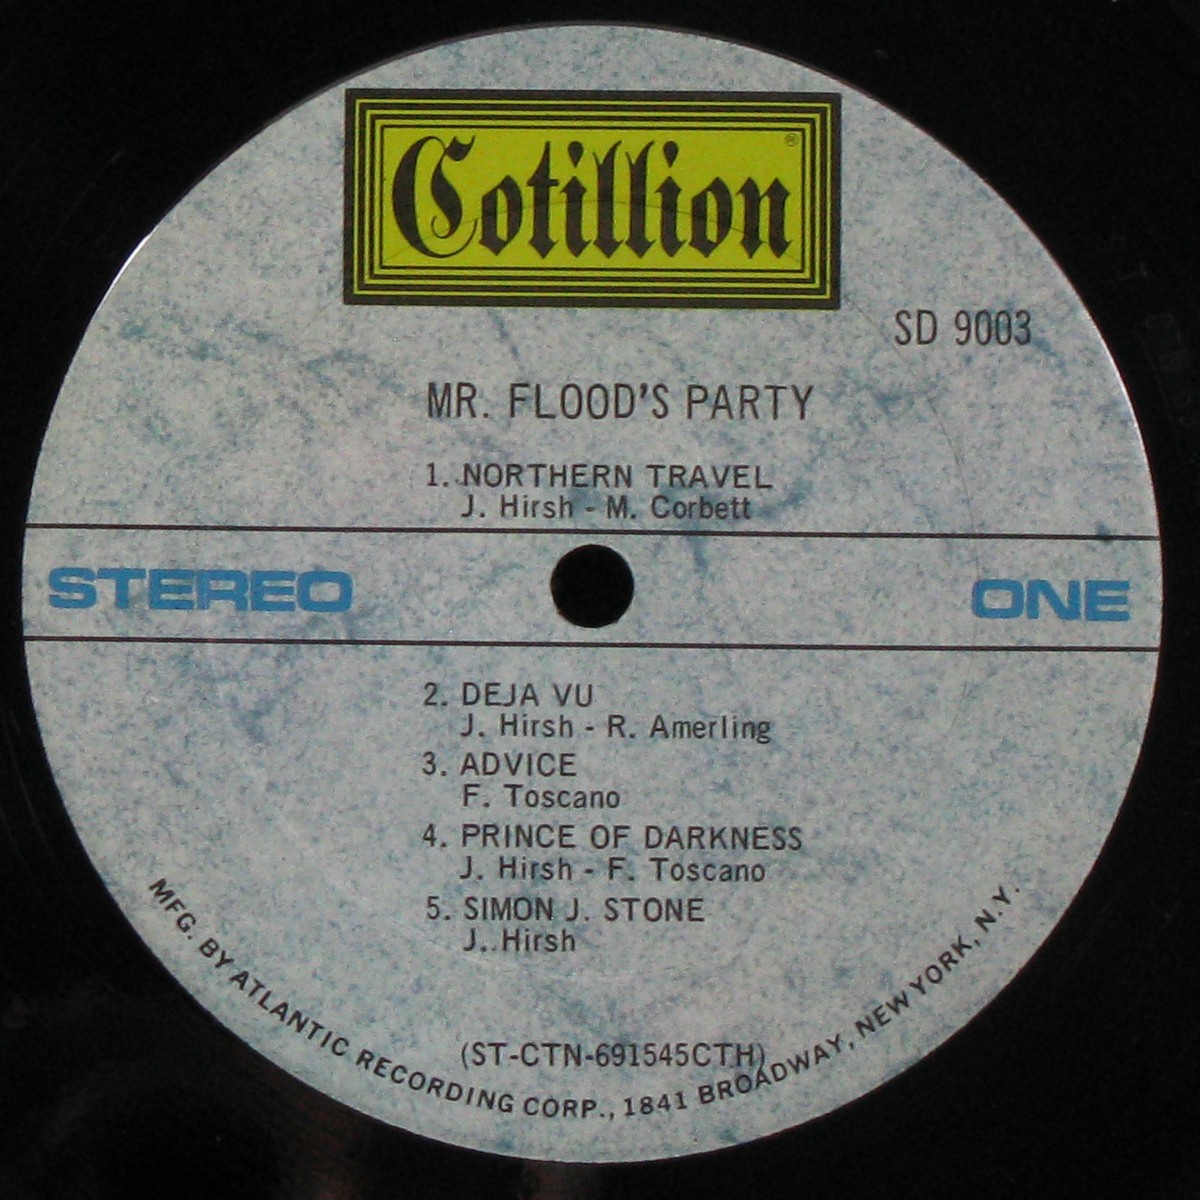 Cotillion ®
SD 9003
MR. FLOOD'S PARTY
1. NORTHERN TRAVEL
J. Hirsh - M. Corbett
STEREO ONE
2. DEJA VU
J. Hirsh - R. Amerling
3. ADVICE
F. Toscano
4. PRINCE OF DARKNESS
J. Hirsh - F. Toscano
5. SIMON J. STONE
J. Hirsh
(ST-CTN-691545CTH)
MFG. BY ATLANTIC RECORDING CORP., 1841 BROADWAY, NEW YORK, N.Y.